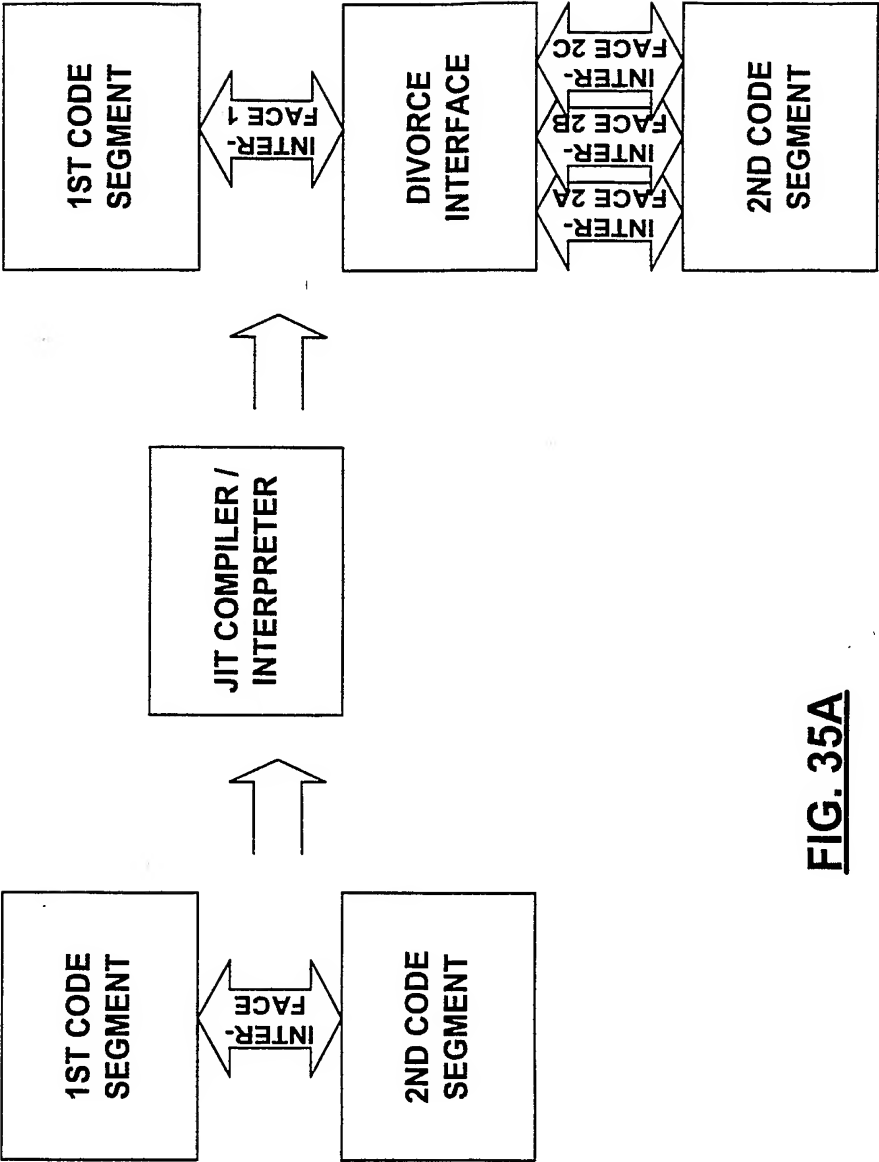 1ST CODE
SEGMENT
INTER-
FACE
2ND CODE
SEGMENT
JIT COMPILER /
INTERPRETER
1ST CODE
SEGMENT
INTER-
FACE 1
DIVORCE
INTERFACE
INTER-
FACE 2A
INTER-
FACE 2B
INTER-
FACE 2C
2ND CODE
SEGMENT
FIG. 35A